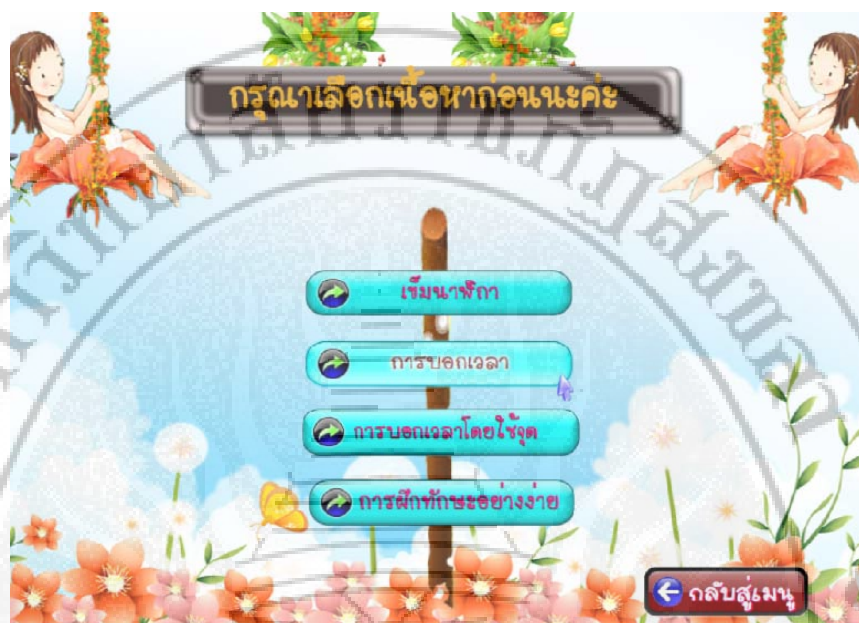 กรุณาเลือกเนื้อหาก่อนนะค่ะ
เข็มนาฬิกา
การบอกเวลา
การบอกเวลาโดยใช้จุด
การฝึกทักษะอย่างง่าย
กลับสู่เมนู